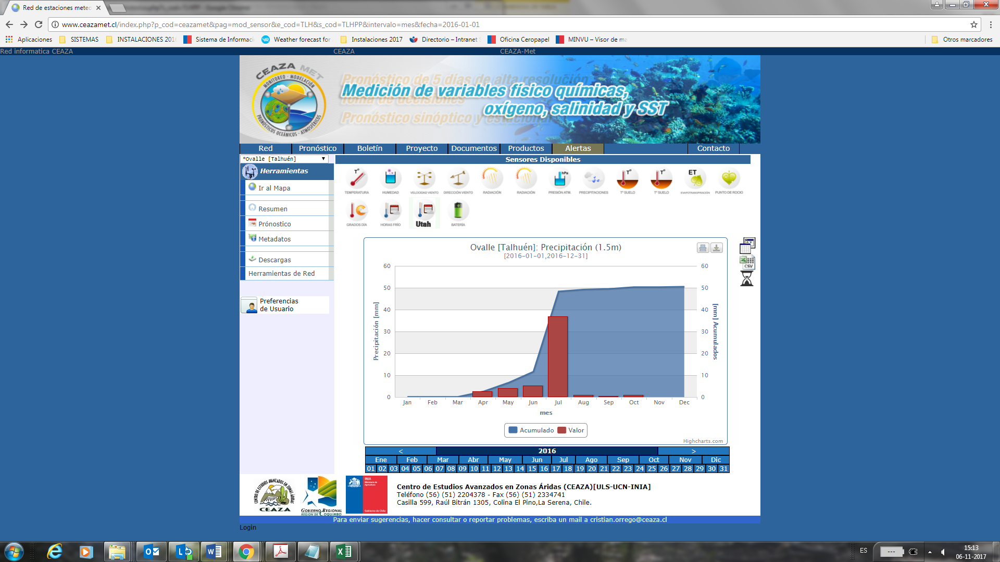 Red de estaciones metec
www.ceazamet.cl/index.php?p_cod=ceazamet&pag=mod_sensor&e_cod=TLH&s_cod=TLHPP&intervalo=mes&fecha=2016-01-01
Aplicaciones SISTEMAS INSTALACIONES 201 Sistema de Informaci Weather forecast for Instalaciones 2017 Directorio – Intranet Oficina Ceropapel MINVU – Visor de ma Otros marcadores
Red informatica CEAZA CEAZA CEAZA-Met
CEAZA MET
MONITOREO - MODELACIÓN
PRONÓSTICOS OCEÁNICOS - ATMOSFÉRICOS
Pronóstico de 5 días de alta resolución
Medición de variables físico químicas,
toma de decisiones
oxígeno, salinidad y SST
Pronóstico sinóptico y estacional
Red Pronóstico Boletín Proyecto Documentos Productos Alertas Contacto
*Ovalle [Talhuén]
Sensores Disponibles
Herramientas
Ir al Mapa
Resumen
Prónostico
Metadatos
Descargas
Herramientas de Red
Preferencias
de Usuario
T° hPa T° T° ET
TEMPERATURA HUMEDAD VELOCIDAD VIENTO DIRECCIÓN VIENTO RADIACIÓN RADIACIÓN PRESIÓN ATM. PRECIPITACIONES T° SUELO T° SUELO EVAPOTRANSPIRACIÓN PUNTO DE ROCIO
GRADOS DÍA HORAS FRÍO Utah BATERÍA
CSV
Ovalle [Talhuén]: Precipitación (1.5m)
[2016-01-01,2016-12-31]
60 60
50 50
40 40
30 30
20 20
10 10
0 0
Precipitación [mm]
[mm] Acumulados
Jan Feb Mar Apr May Jun Jul Aug Sep Oct Nov Dec
mes
Acumulado Valor
Highcharts.com
< 2016 >
Ene Feb Mar Abr May Jun Jul Ago Sep Oct Nov Dic
01 02 03 04 05 06 07 08 09 10 11 12 13 14 15 16 17 18 19 20 21 22 23 24 25 26 27 28 29 30 31
CENTRO DE ESTUDIOS AVANZADOS EN ZONAS ÁRIDAS
CEAZA
GOBIERNO REGIONAL
REGION DE COQUIMBO
INIA
Ministerio de
Agricultura
Gobierno de Chile
Centro de Estudios Avanzados en Zonas Áridas (CEAZA)[ULS-UCN-INIA]
Teléfono (56) (51) 2204378 - Fax (56) (51) 2334741
Casilla 599, Raúl Bitrán 1305, Colina El Pino,La Serena, Chile.
Para enviar sugerencias, hacer consultar o reportar problemas, escriba un mail a cristian.orrego@ceaza.cl
Login
ES
15:13
06-11-2017